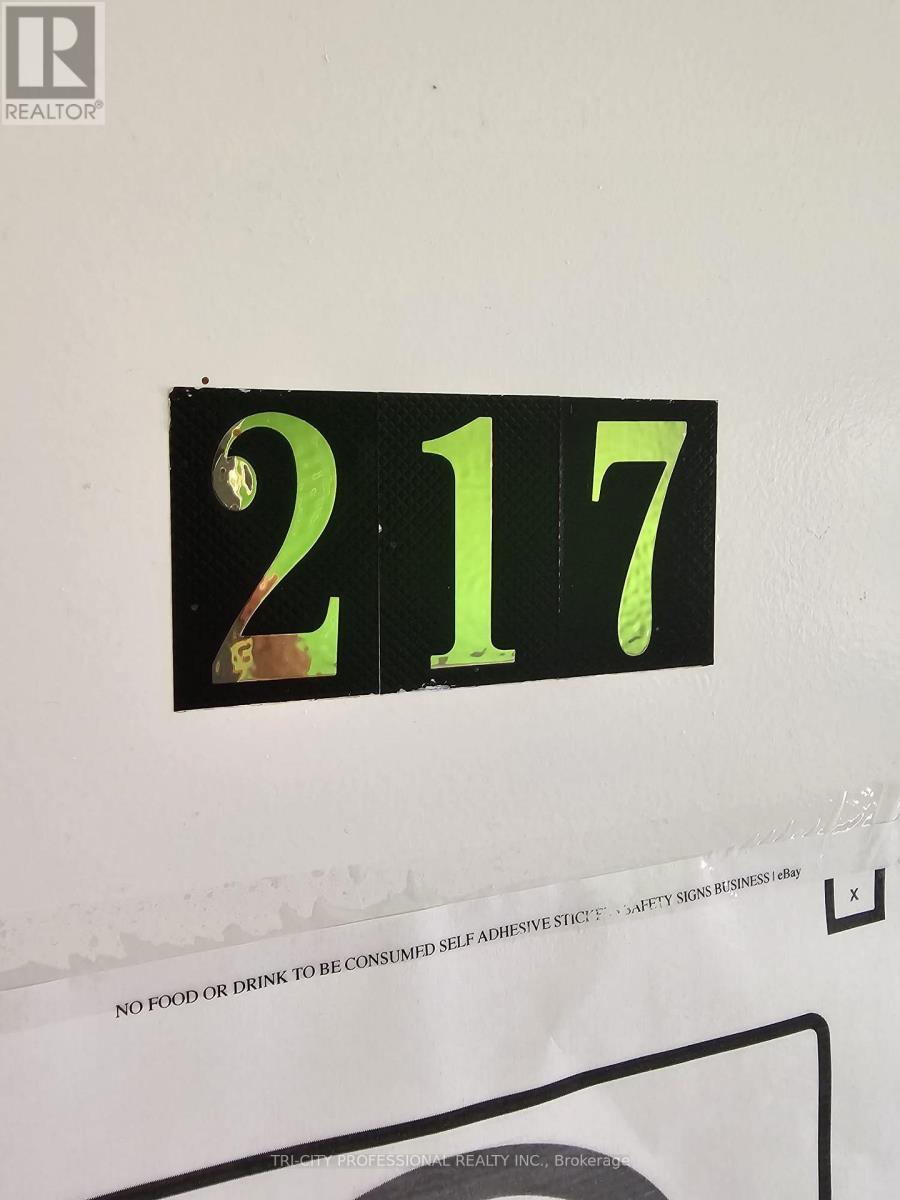 R
REALTOR®
217
NO FOOD OR DRINK TO BE CONSUMED SELF ADHESIVE SAFETY SIGNS BUSINESS | eBay
X
TRI-CITY PROFESSIONAL REALTY INC., Brokerage